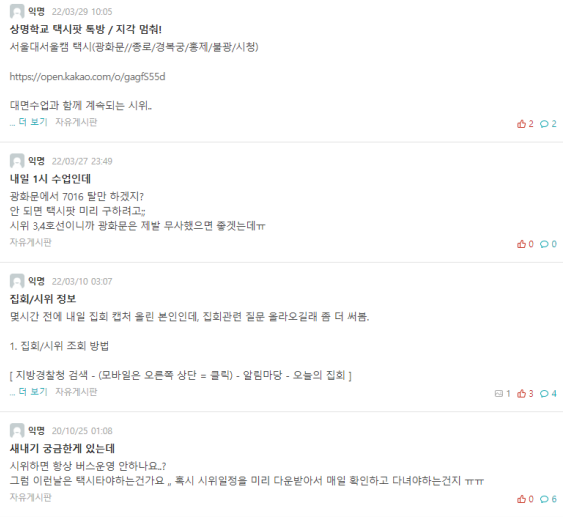 익명 22/03/29 10:05
상명학교 택시팟 톡방 / 지각 멈춰!
서울대서울캠 택시(광화문//종로/경복궁/홍제/불광/시청)
https://open.kakao.com/o/gagfS55d
대면수업과 함께 계속되는 시위..
... 더 보기 자유게시판
2 2
익명 22/03/27 23:49
내일 1시 수업인데
광화문에서 7016 탈만 하겠지?
안 되면 택시팟 미리 구하려고;;
시위 3,4호선이니까 광화문은 제발 무사했으면 좋겟는데ㅠ
자유게시판
0 0
익명 22/03/10 03:07
집회/시위 정보
몇시간 전에 내일 집회 캡처 올린 본인인데, 집회관련 질문 올라오길래 좀 더 써봄.
1. 집회/시위 조회 방법
[ 지방경찰청 검색 - (모바일은 오른쪽 상단 = 클릭) - 알림마당 - 오늘의 집회 ]
... 더 보기 자유게시판
1 3 4
익명 20/10/25 01:08
새내기 궁금한게 있는데
시위하면 항상 버스운영 안하나요..?
그럼 이런날은 택시타야하는건가요 ,, 혹시 시위일정을 미리 다운받아서 매일 확인하고 다녀야하는건지 ㅠㅠ
자유게시판
0 6